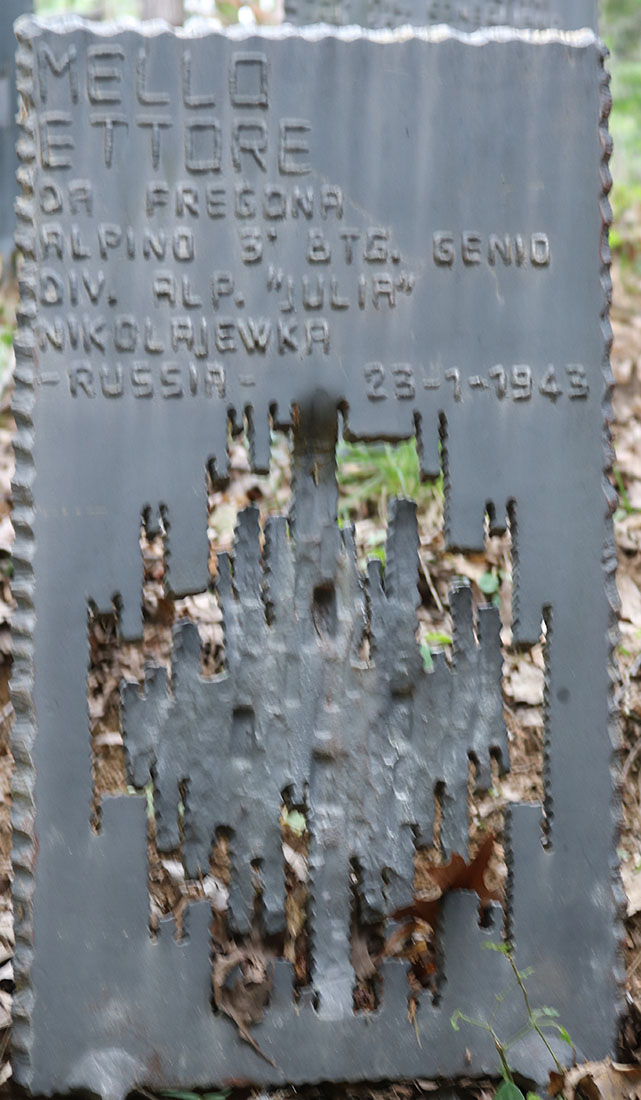 MELLO
ETTORE
DA FREGONA
ALPINO 3° BTG. GENIO
DIV. ALP. "JULIA"
NIKOLAJEWKA
-RUSSIA- 23-1-1943